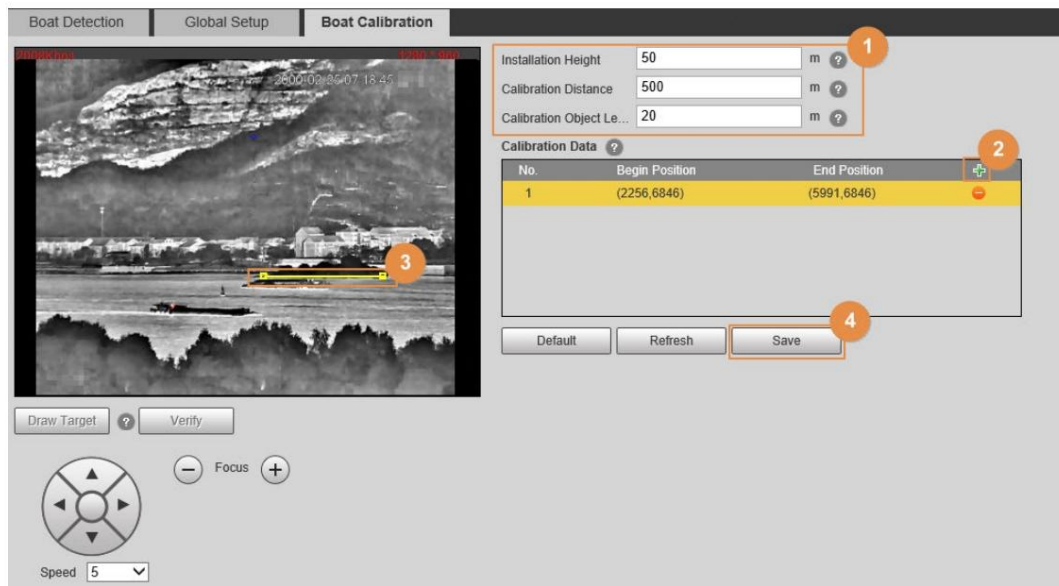 Boat Detection
Global Setup
Boat Calibration
2000-02-25 07 18:45
Installation Height 50 m ?
1
Calibration Distance 500 m ?
Calibration Object Le... 20 m ?
Calibration Data ?
2
No. Begin Position End Position
1 (2256,6846) (5991,6846)
3
4
Default Refresh Save
Draw Target ? Verify
Focus
Speed 5